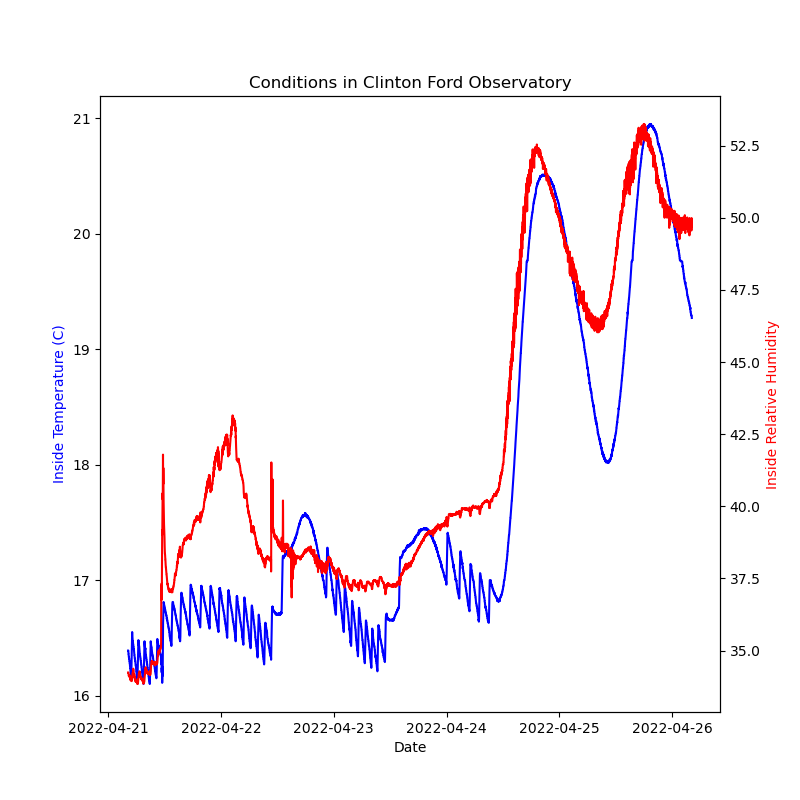 Conditions in Clinton Ford Observatory
Inside Temperature (C)
21
20
19
18
17
16
52.5
50.0
47.5
45.0
42.5
40.0
37.5
35.0
Inside Relative Humidity
2022-04-21 2022-04-22 2022-04-23 2022-04-24 2022-04-25 2022-04-26
Date